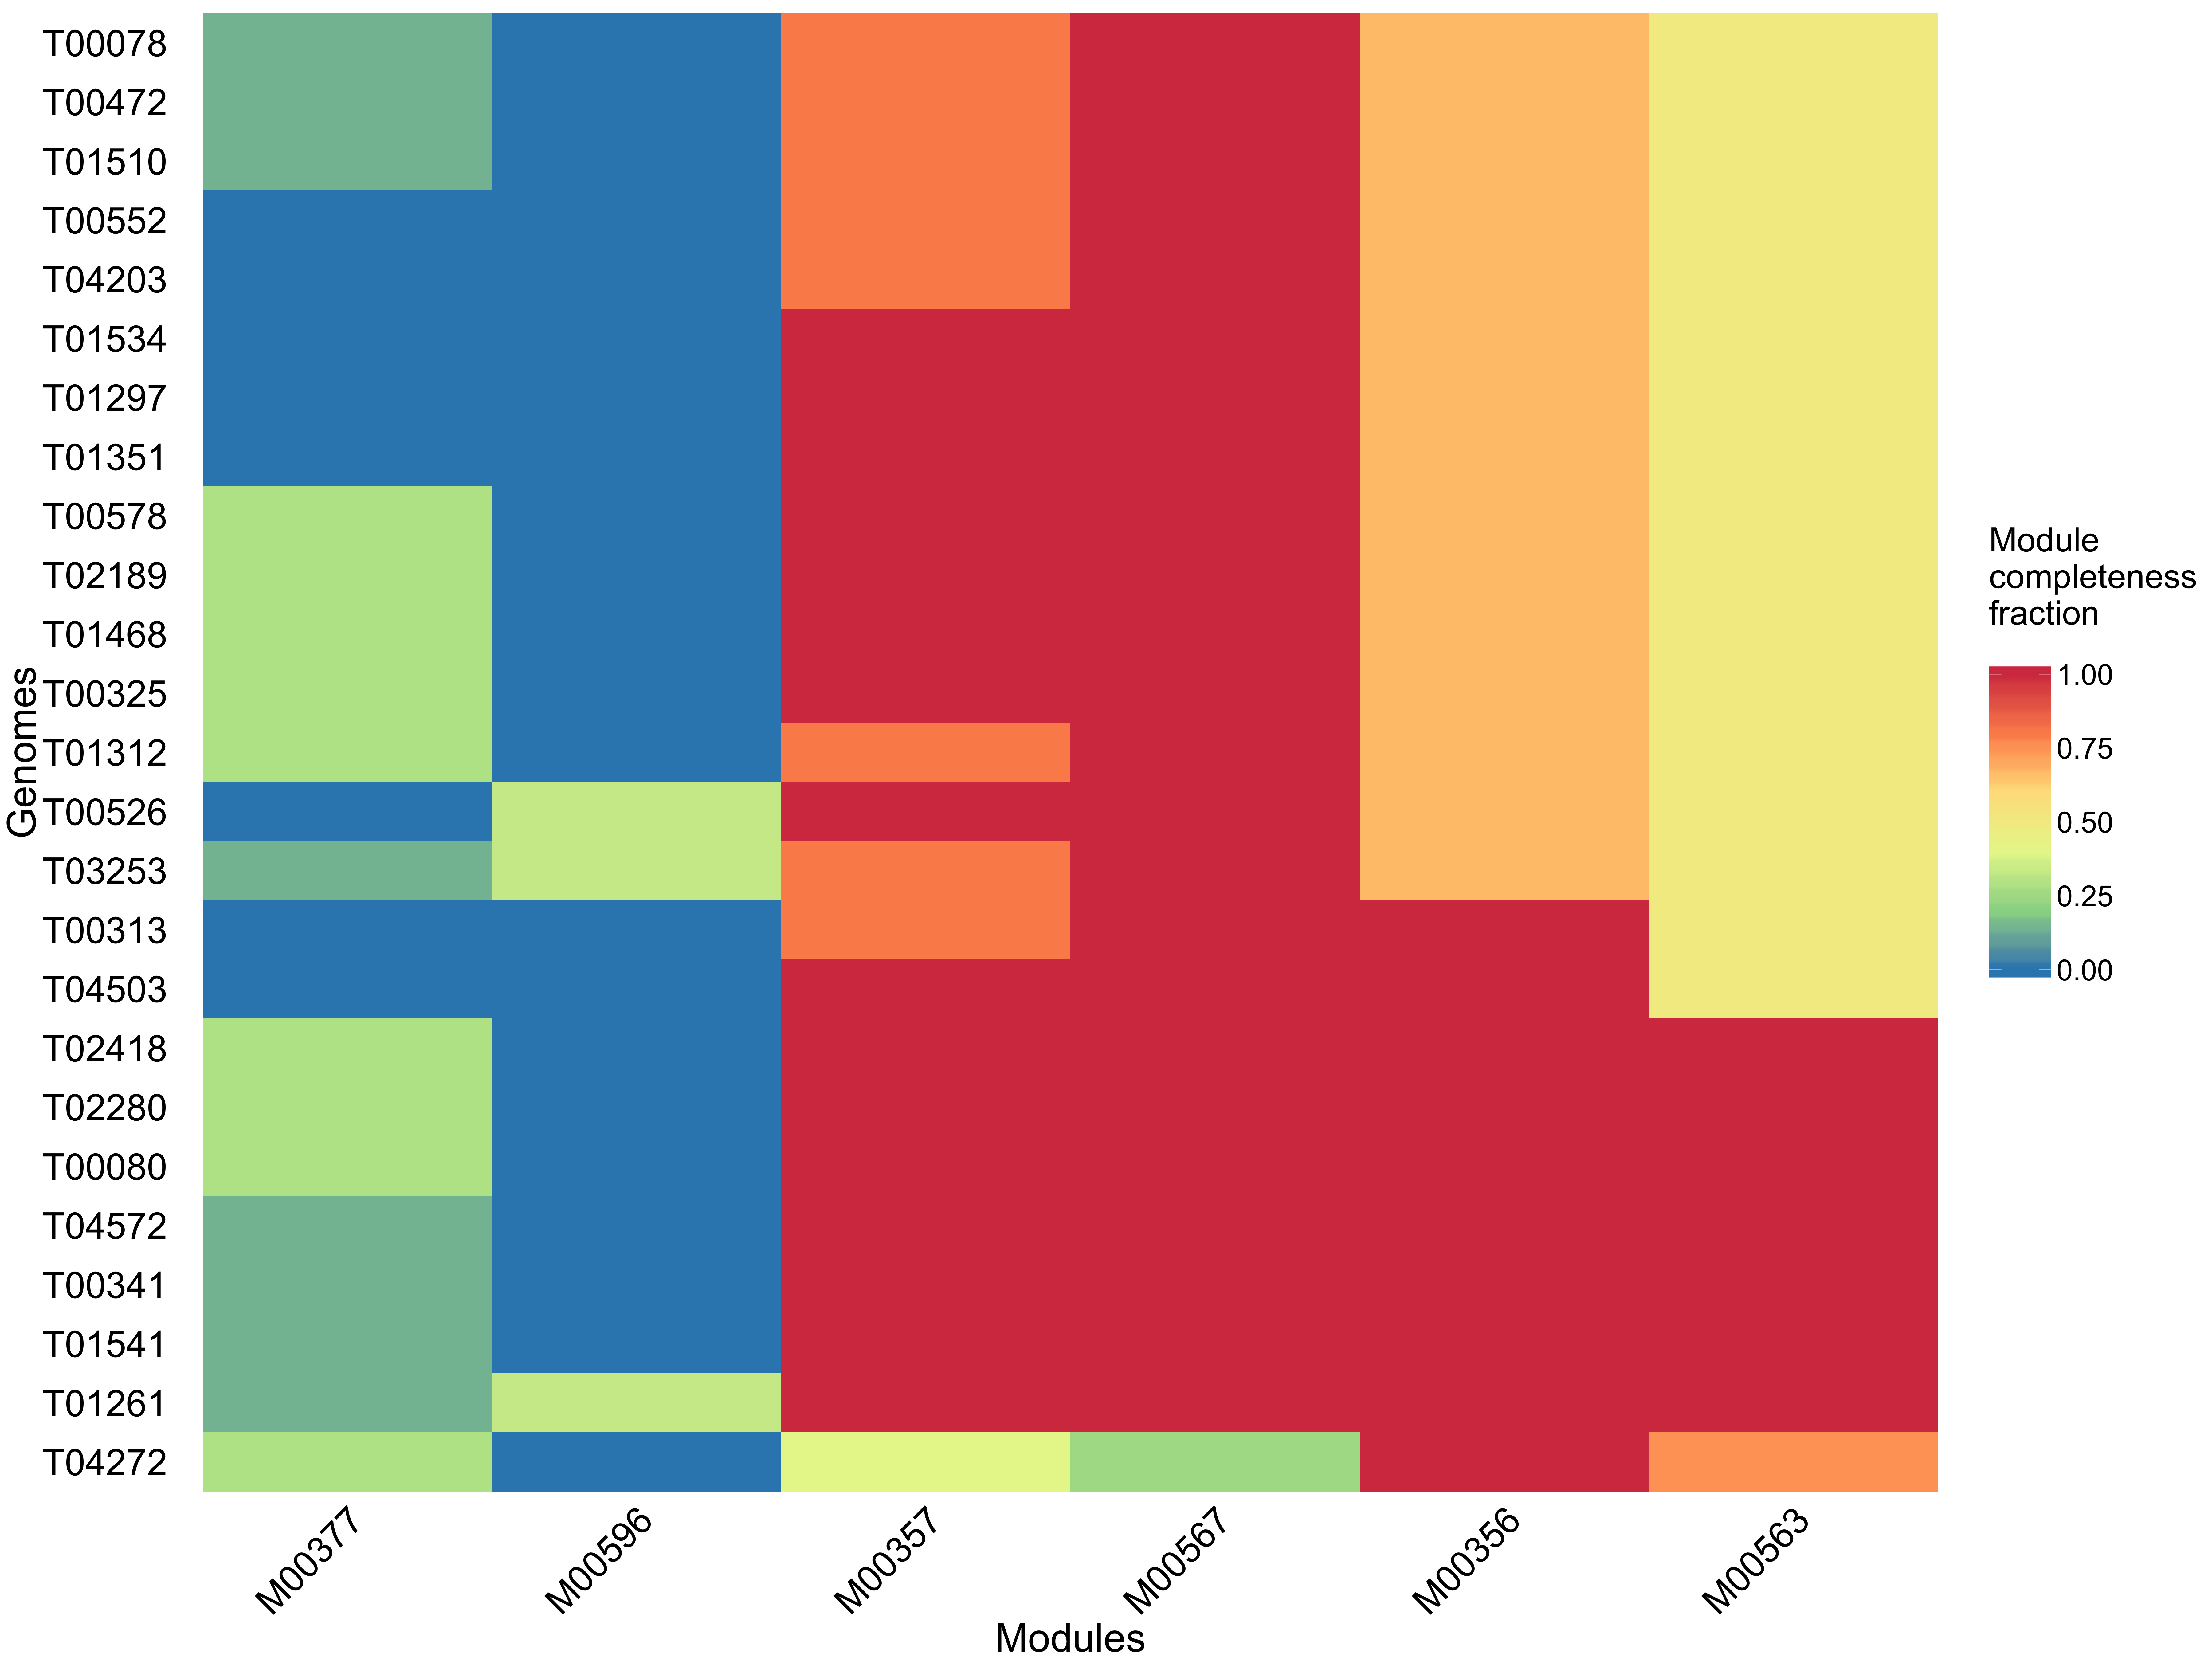 T00078
T00472
T01510
T00552
T04203
T01534
T01297
T01351
T00578
T02189
T01468
T00325
T01312
T00526
T03253
T00313
T04503
T02418
T02280
T00080
T04572
T00341
T01541
T01261
T04272
Genomes
M00377
M00596
M00357
M00567
M00356
M00563
Modules
Module
completeness
fraction
1.00
0.75
0.50
0.25
0.00